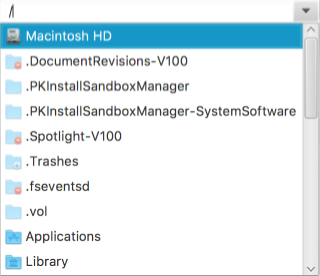 /
Macintosh HD
.DocumentRevisions-V100
.PKInstallSandboxManager
.PKInstallSandboxManager-SystemSoftware
.Spotlight-V100
.Trashes
.fseventsd
.vol
Applications
Library